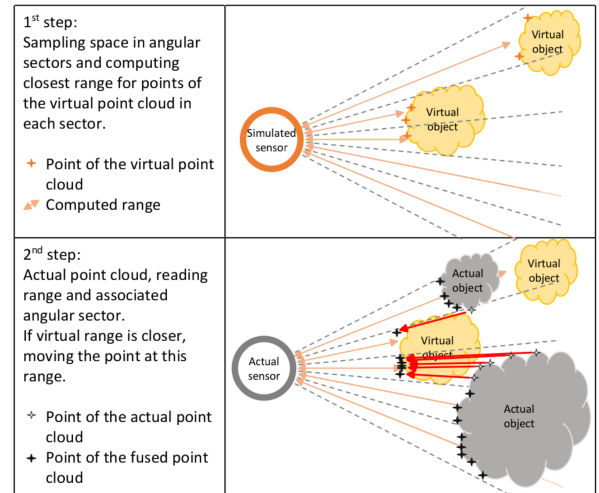 1st step:
Sampling space in angular
sectors and computing
closest range for points of
the virtual point cloud in
each sector.
Point of the virtual point
cloud
Computed range
Simulated
sensor
Virtual
object
Virtual
object
2nd step:
Actual point cloud, reading
range and associated
angular sector.
If virtual range is closer,
moving the point at this
range.
Point of the actual point
cloud
Point of the fused point
cloud
Actual
sensor
Actual
object
Virtual
object
Virtual
object
Actual
object